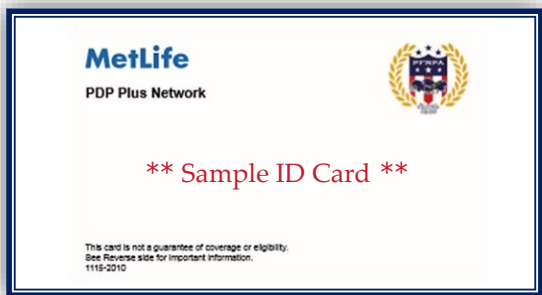 MetLife
PDP Plus Network
** Sample ID Card **
This card is not a guarantee of coverage or eligibility.
See Reverse side for important information.
1115-2010